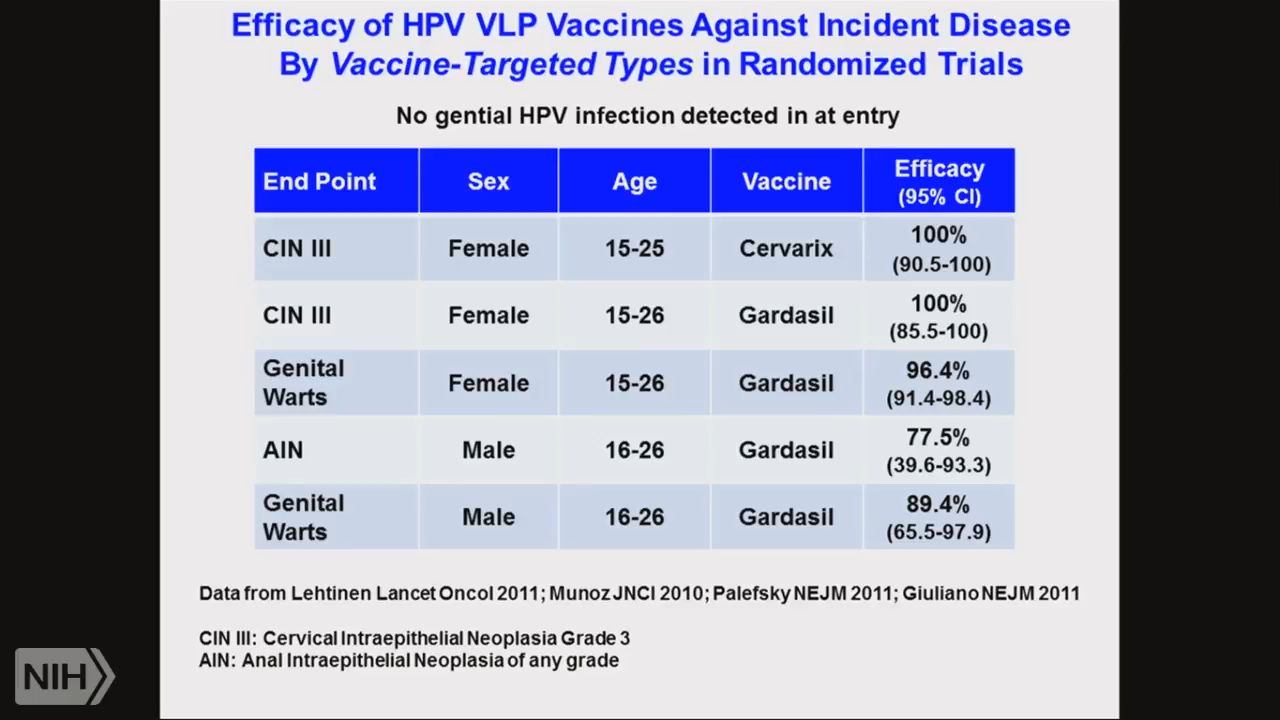 Efficacy of HPV VLP Vaccines Against Incident Disease
By Vaccine-Targeted Types in Randomized Trials
No gential HPV infection detected in at entry
End Point Sex Age Vaccine Efficacy (95% CI)
CIN III Female 15-25 Cervarix 100% (90.5-100)
CIN III Female 15-26 Gardasil 100% (85.5-100)
Genital Warts Female 15-26 Gardasil 96.4% (91.4-98.4)
AIN Male 16-26 Gardasil 77.5% (39.6-93.3)
Genital Warts Male 16-26 Gardasil 89.4% (65.5-97.9)
Data from Lehtinen Lancet Oncol 2011; Munoz JNCI 2010; Palefsky NEJM 2011; Giuliano NEJM 2011
CIN III: Cervical Intraepithelial Neoplasia Grade 3
AIN: Anal Intraepithelial Neoplasia of any grade
NIH